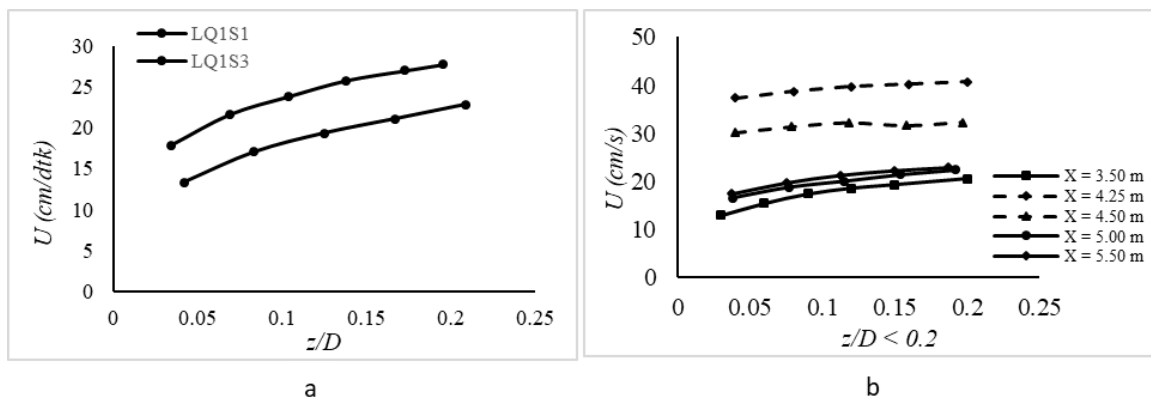 LQ1S1
LQ1S3
30
25
20
15
10
5
0
U (cm/dtk)
0
0.05
0.1
0.15
0.2
0.25
z/D
a
50
40
30
20
10
0
U (cm/s)
X = 3.50 m
X = 4.25 m
X = 4.50 m
X = 5.00 m
X = 5.50 m
0
0.05
0.1
0.15
0.2
0.25
z/D < 0.2
b